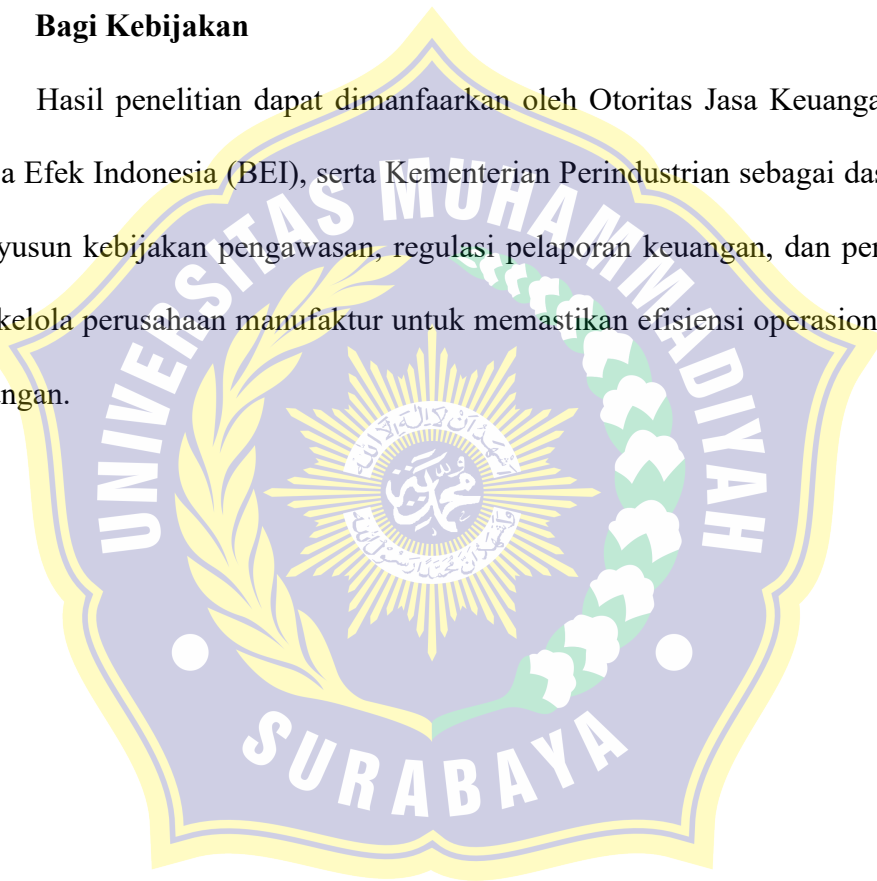 Bagi Kebijakan
Hasil penelitian dapat dimanfaarkan oleh Otoritas Jasa Keuanga
a Efek Indonesia (BEI), serta Kementerian Perindustrian sebagai das
yusun kebijakan pengawasan, regulasi pelaporan keuangan, dan per
kelola perusahaan manufaktur untuk memastikan efisiensi operasion
ngan.
UNIVERSITAS MUHAMMADIYAH
SURABAYA